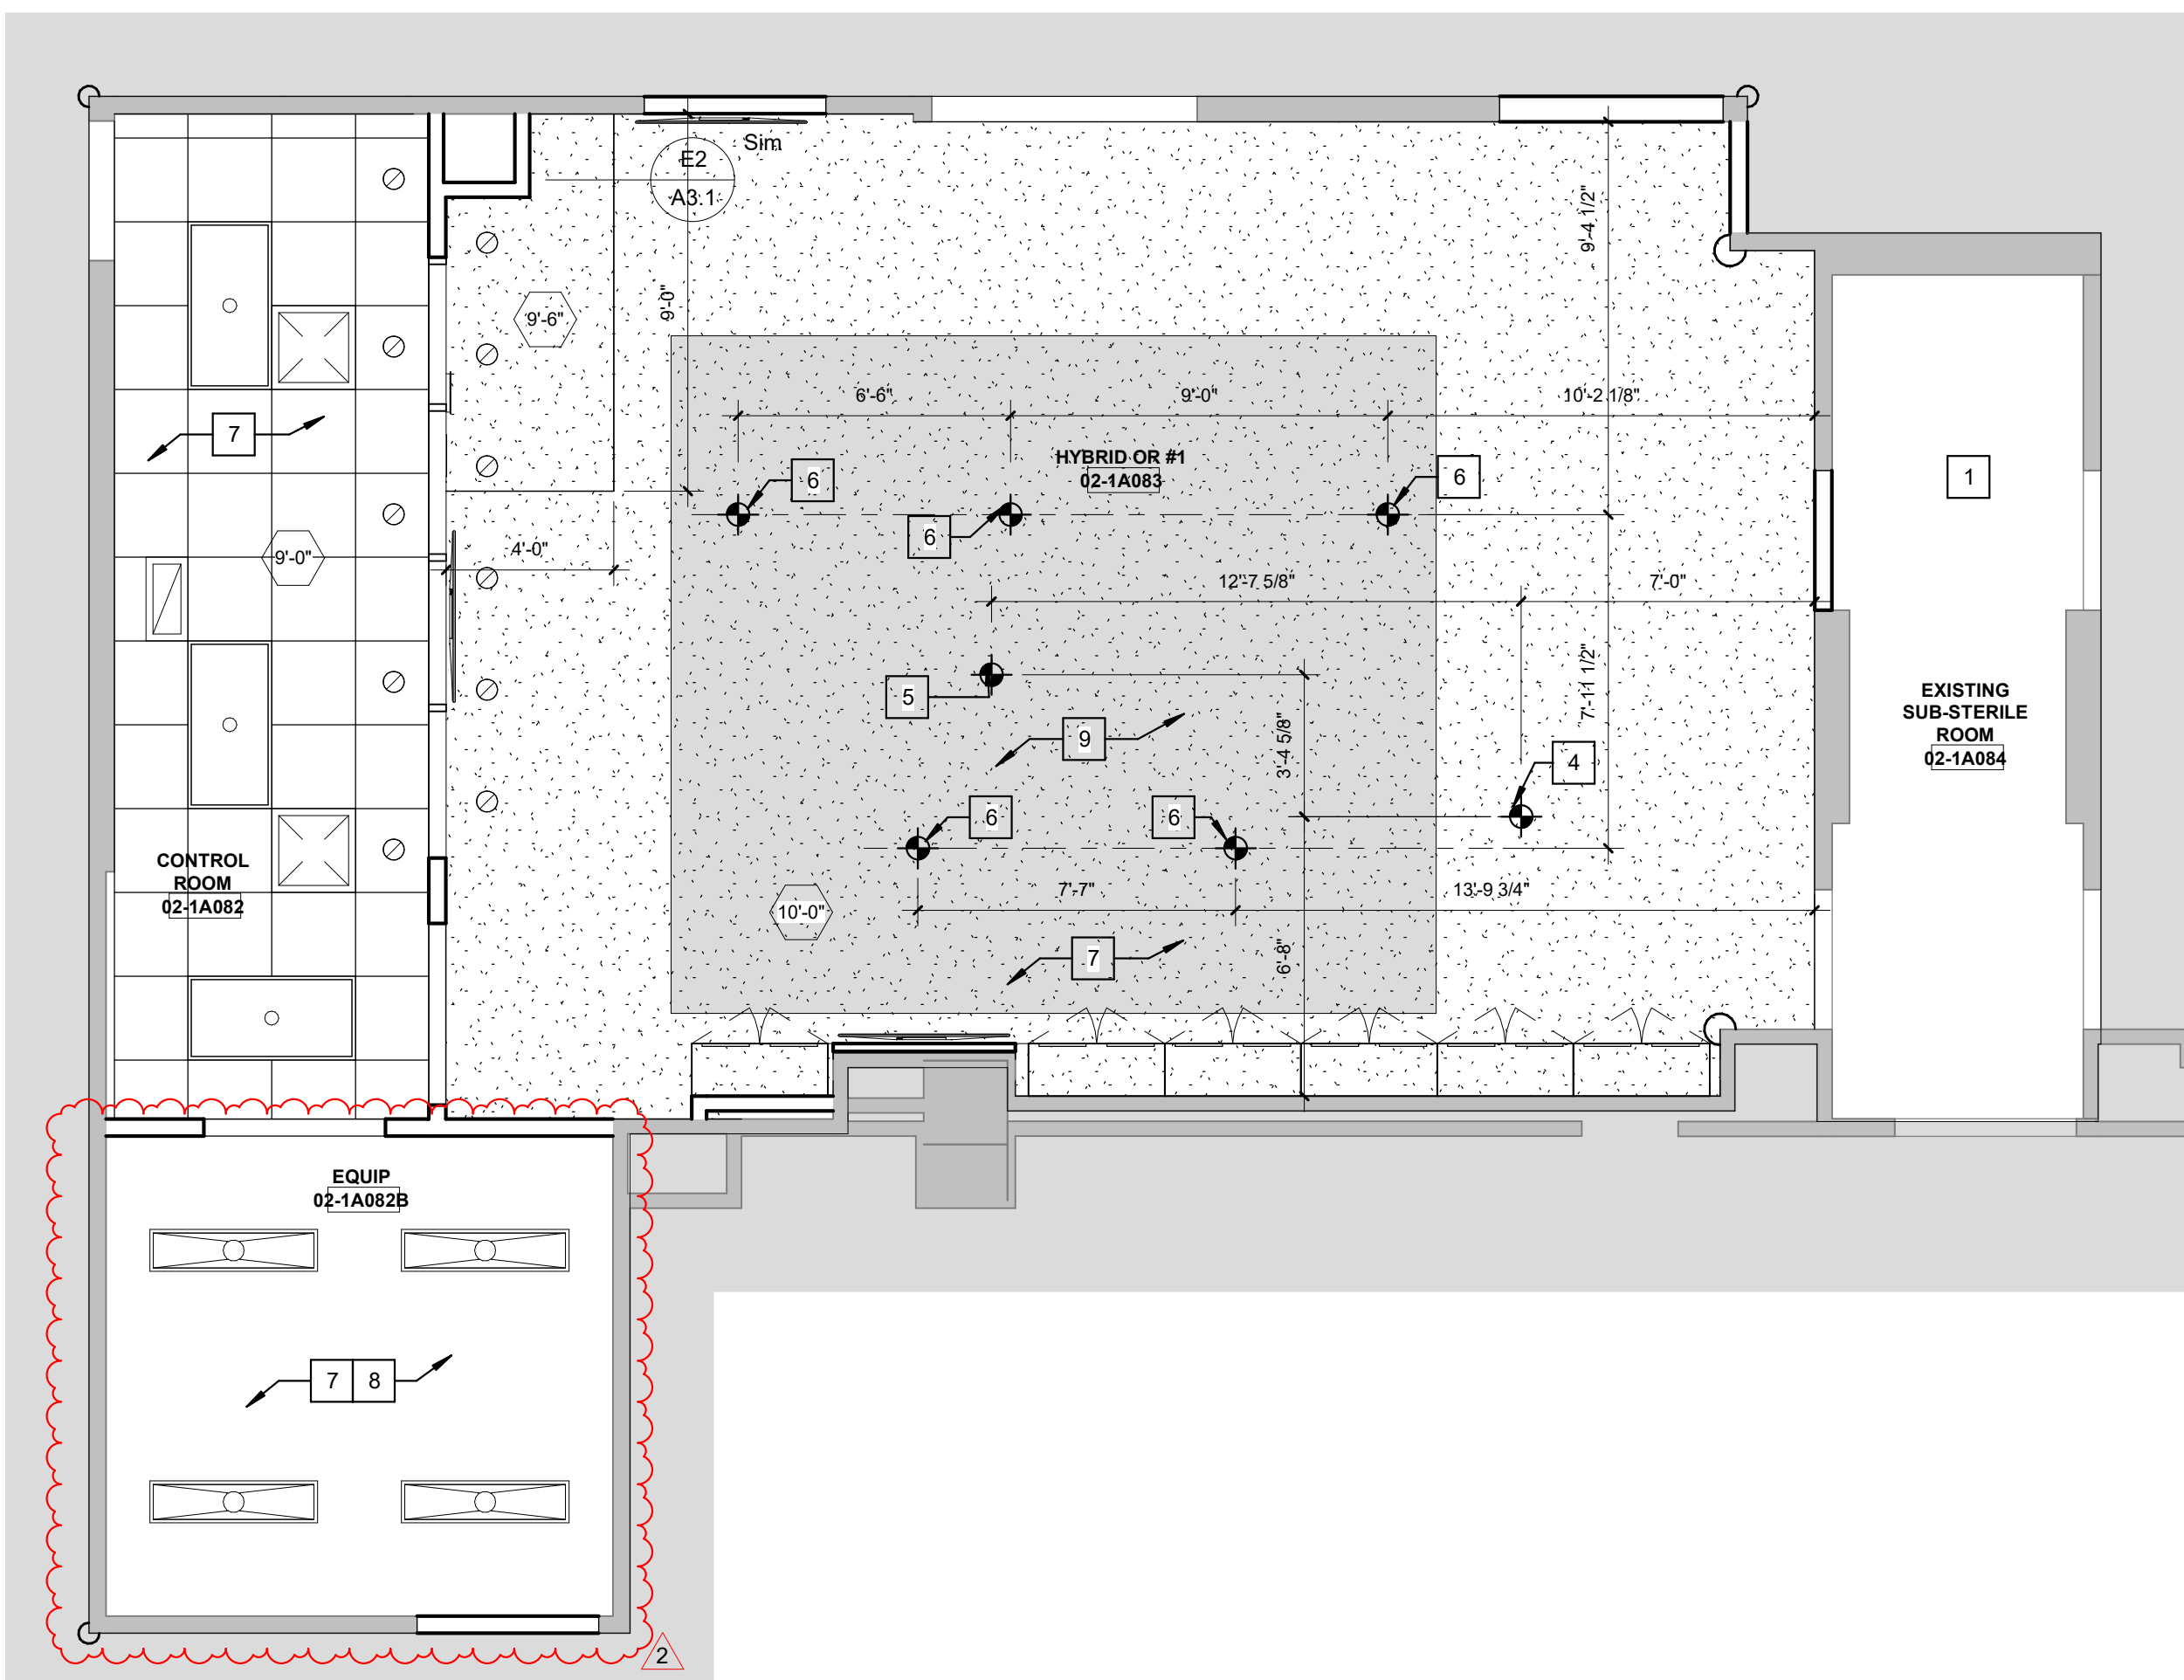 Sim
E2
A3.1
9'-4 1/2"
9'-0"
9'-6"
6'-6"
9'-0"
10'-2 1/8"
7
HYBRID OR #1
02-1A083
6
6
1
6
9'-0"
4'-0"
12'-7 5/8"
7'-0"
5
7'-11 1/2"
EXISTING
SUB-STERILE
ROOM
02-1A084
9
3'-4 5/8"
4
6
6
CONTROL
ROOM
02-1A082
10'-0"
7'-7"
13'-9 3/4"
7
6'-8"
EQUIP
02-1A082B
7 8
2